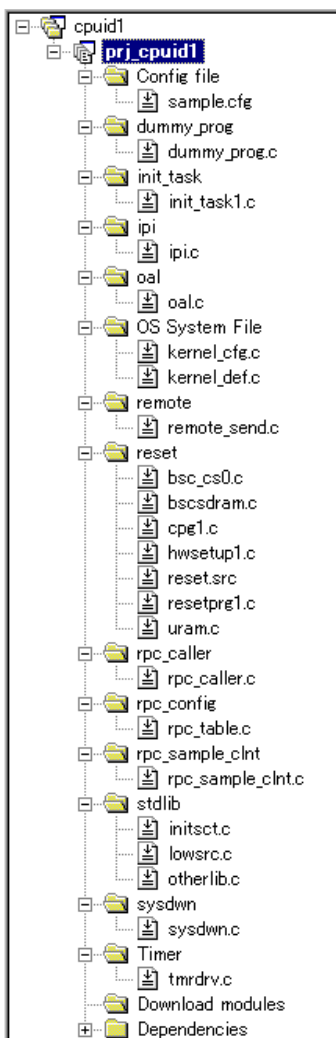 cpuid1
prj_cpuid1
Config file
sample.cfg
dummy_prog
dummy_prog.c
init_task
init_task1.c
ipi
ipi.c
oal
oal.c
OS System File
kernel_cfg.c
kernel_def.c
remote
remote_send.c
reset
bsc_cs0.c
bscsdram.c
cpg1.c
hwsetup1.c
reset.src
resetprg1.c
uram.c
rpc_caller
rpc_caller.c
rpc_config
rpc_table.c
rpc_sample_clnt
rpc_sample_clnt.c
stdlib
initsct.c
lowsrc.c
otherlib.c
sysdwn
sysdwn.c
Timer
tmrdrv.c
Download modules
Dependencies